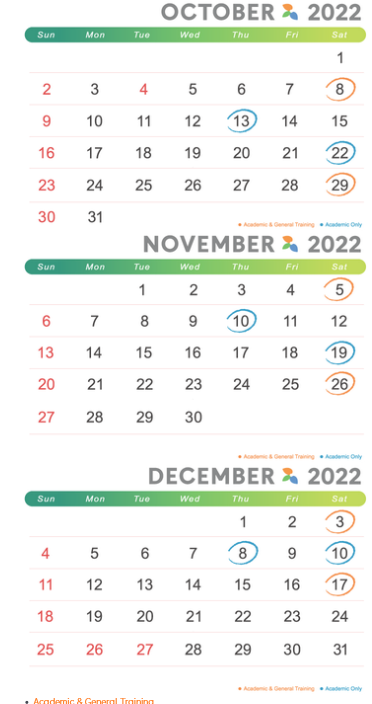 OCTOBER 2022
Sun Mon Tue Wed Thu Fri Sat
1
2 3 4 5 6 7 8
9 10 11 12 13 14 15
16 17 18 19 20 21 22
23 24 25 26 27 28 29
30 31
Academic & General Training Academic Only
NOVEMBER 2022
Sun Mon Tue Wed Thu Fri Sat
1 2 3 4 5
6 7 8 9 10 11 12
13 14 15 16 17 18 19
20 21 22 23 24 25 26
27 28 29 30
Academic & General Training Academic Only
DECEMBER 2022
Sun Mon Tue Wed Thu Fri Sat
1 2 3
4 5 6 7 8 9 10
11 12 13 14 15 16 17
18 19 20 21 22 23 24
25 26 27 28 29 30 31
Academic & General Training Academic Only
• Academic & General Training